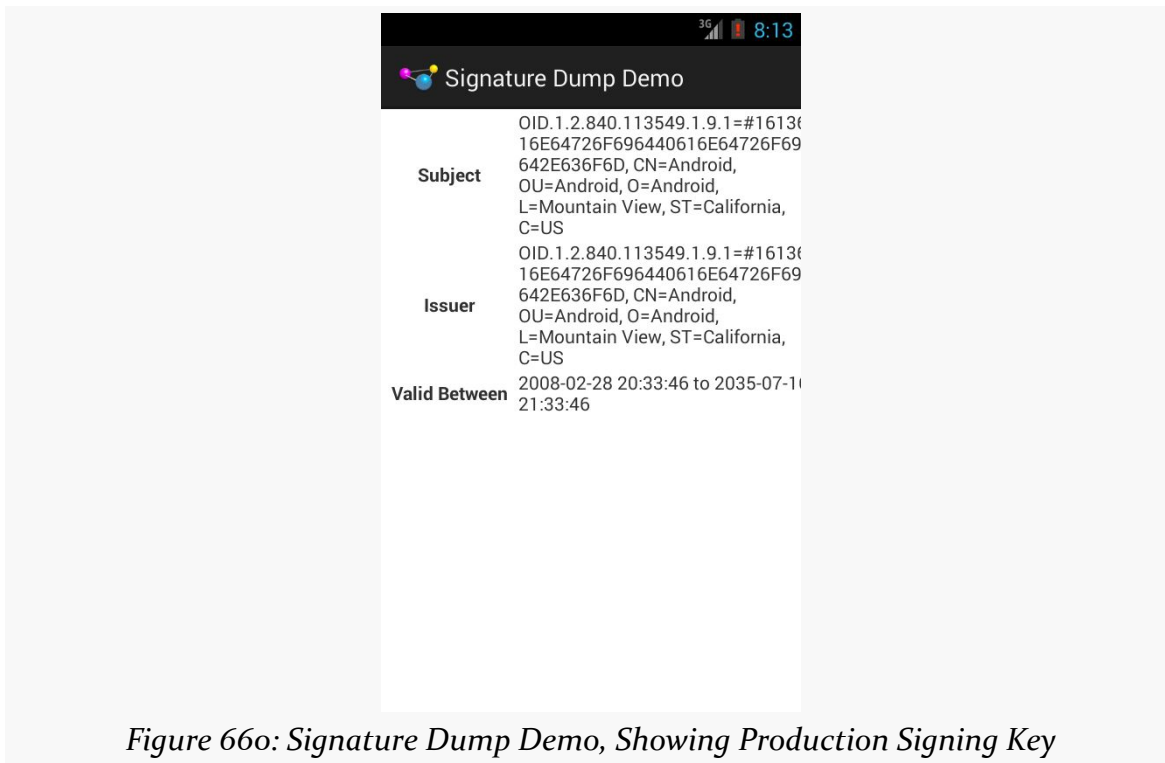 3G 8:13
Signature Dump Demo
OID.1.2.840.113549.1.9.1=#1613
16E64726F696440616E64726F69
Subject
642E636F6D, CN=Android,
OU=Android, O=Android,
L=Mountain View, ST=California,
C=US
OID.1.2.840.113549.1.9.1=#1613
16E64726F696440616E64726F69
Issuer
642E636F6D, CN=Android,
OU=Android, O=Android,
L=Mountain View, ST=California,
C=US
Valid Between
2008-02-28 20:33:46 to 2035-07-1
21:33:46
Figure 660: Signature Dump Demo, Showing Production Signing Key